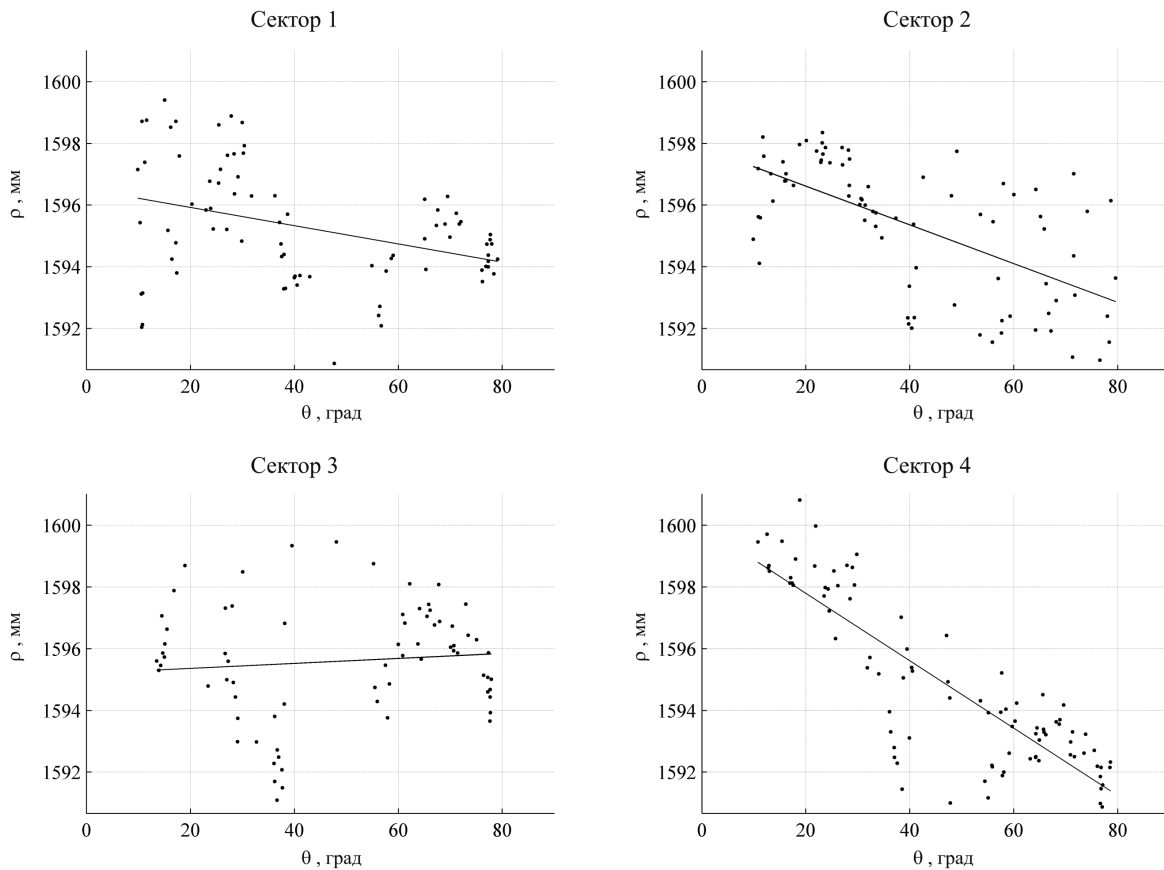 Сектор 1
1600
1598
1596
1594
1592
ρ, мм
0 20 40 60 80
θ , град
Сектор 2
1600
1598
1596
1594
1592
ρ, мм
0 20 40 60 80
θ , град
Сектор 3
1600
1598
1596
1594
1592
ρ, мм
0 20 40 60 80
θ , град
Сектор 4
1600
1598
1596
1594
1592
ρ, мм
0 20 40 60 80
θ , град